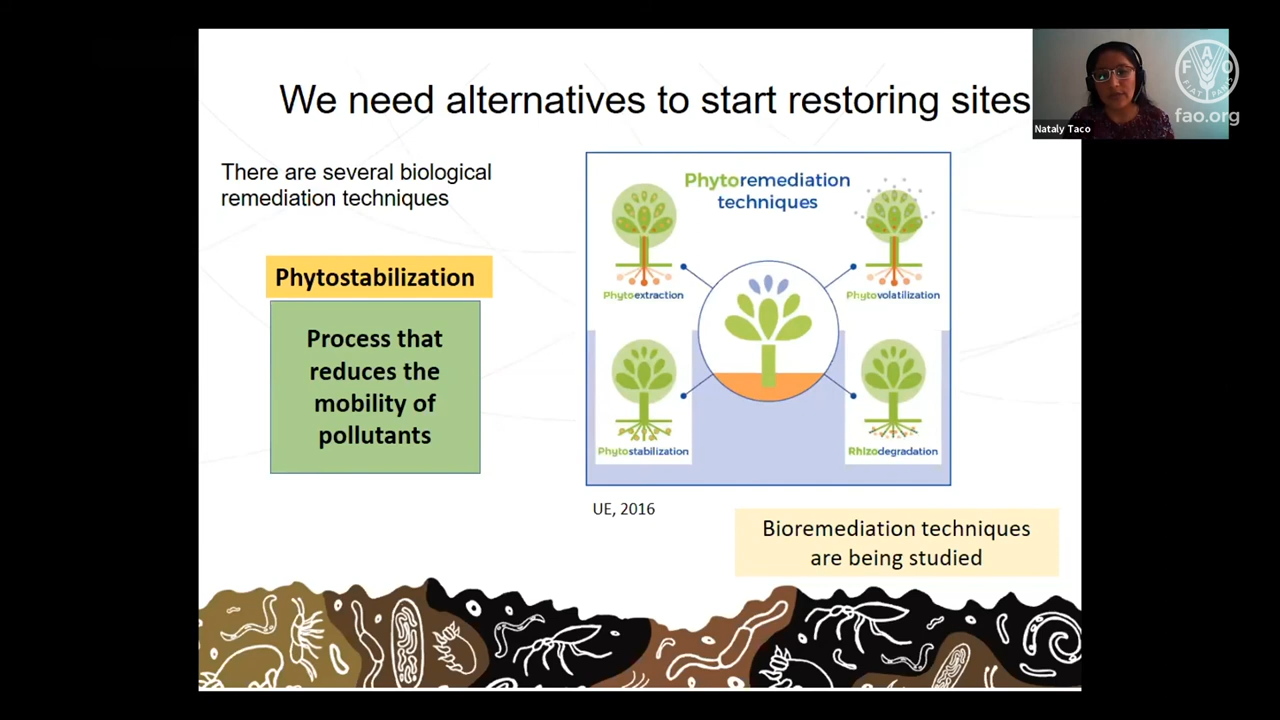 We need alternatives to start restoring sites
There are several biological
remediation techniques
Phytostabilization
Process that
reduces the
mobility of
pollutants
Phytoremediation
techniques
Phytoextraction
Phytovolatilization
Phytostabilization
Rhizodegradation
UE, 2016
Bioremediation techniques
are being studied
Nataly Taco
F A O
FIAT PANIS
fao.org